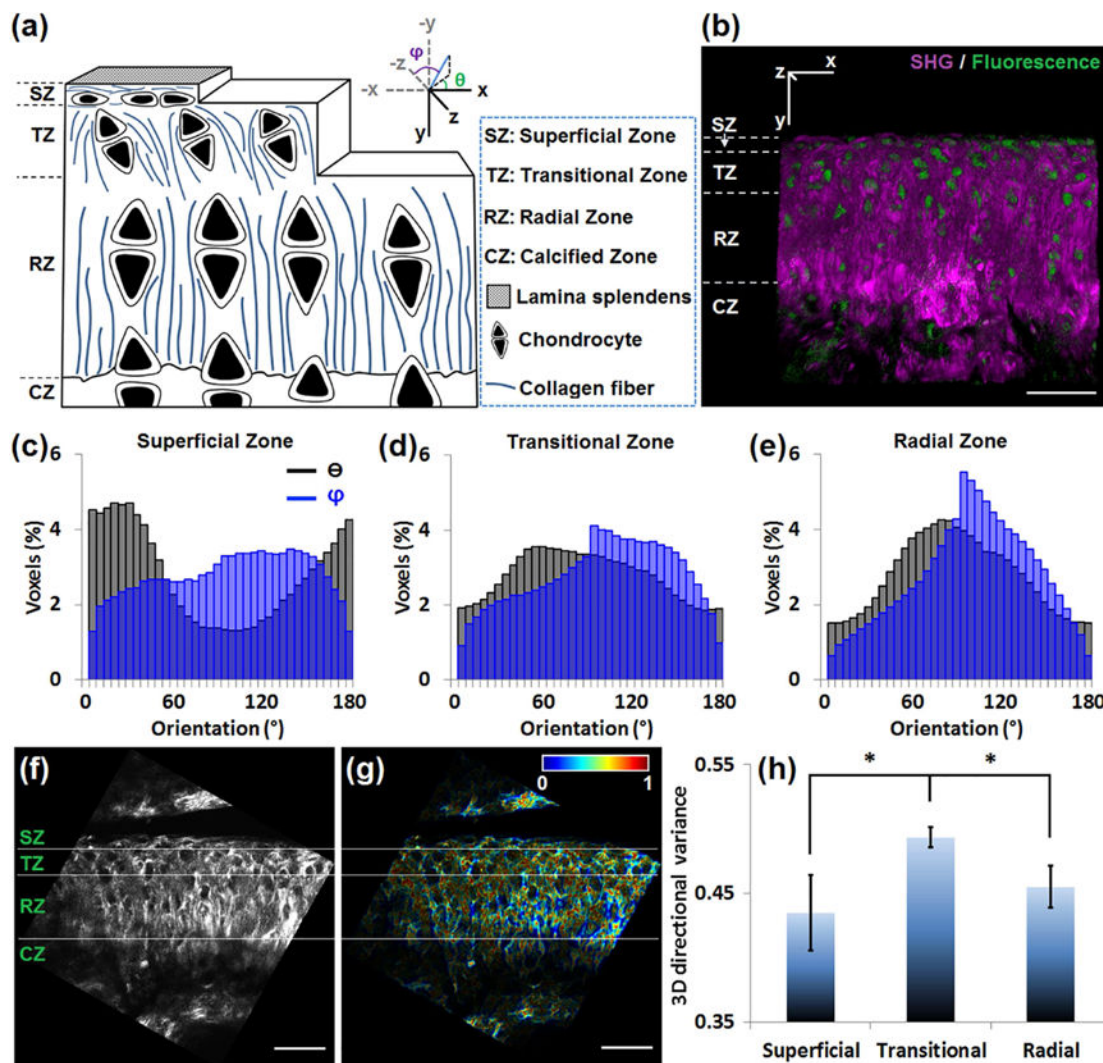 (a)
SZ
TZ
RZ
CZ
-y
φ
-z
θ
-x
x
y
z
SZ: Superficial Zone
TZ: Transitional Zone
RZ: Radial Zone
CZ: Calcified Zone
Lamina splendens
Chondrocyte
Collagen fiber
(b)
SHG / Fluorescence
z
x
y
SZ
TZ
RZ
CZ
(c)
Superficial Zone
Voxels (%)
6
4
2
0
θ
φ
0 60 120 180
Orientation (°)
(d)
Transitional Zone
Voxels (%)
6
4
2
0
0 60 120 180
Orientation (°)
(e)
Radial Zone
Voxels (%)
6
4
2
0
0 60 120 180
Orientation (°)
(f)
SZ
TZ
RZ
CZ
(g)
0 1
(h)
3D directional variance
0.55
0.45
0.35
* *
Superficial Transitional Radial